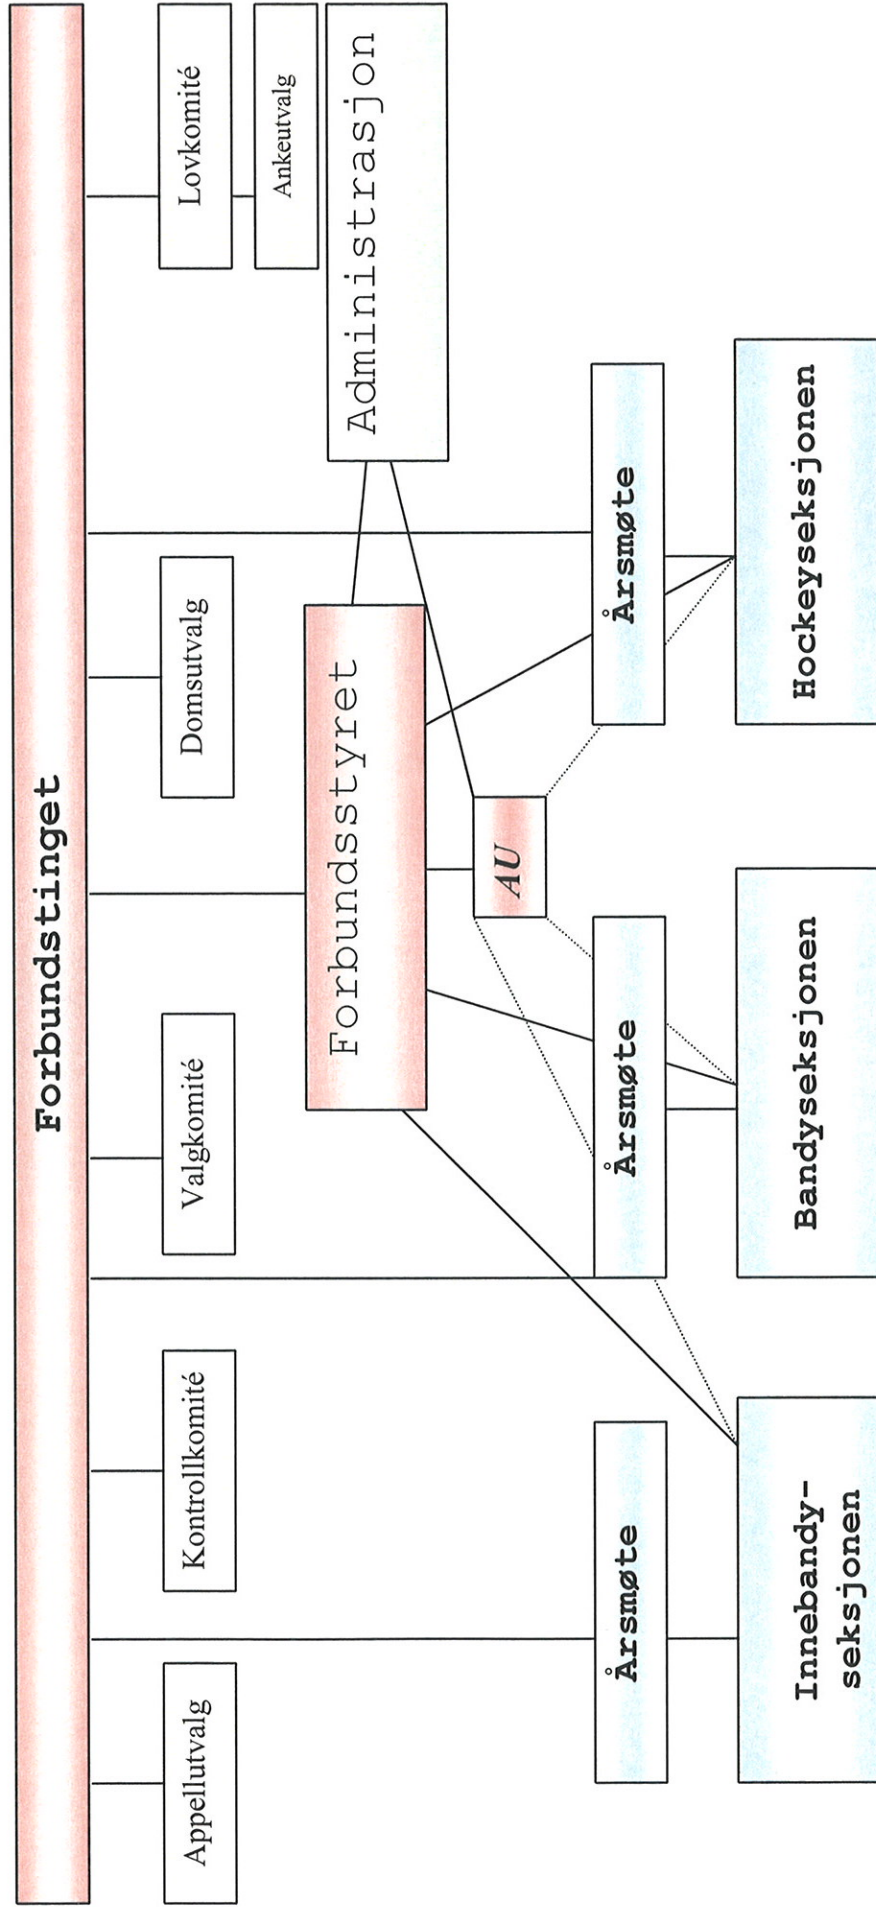 Forbundstinget
Appellutvalg
Kontrollkomité
Valgkomité
Domsutvalg
Lovkomité
Ankeutvalg
Forbundsstyret
Administrasjon
AU
Årsmøte
Årsmøte
Årsmøte
Innebandy-
seksjonen
Bandyseksjonen
Hockeyseksjonen